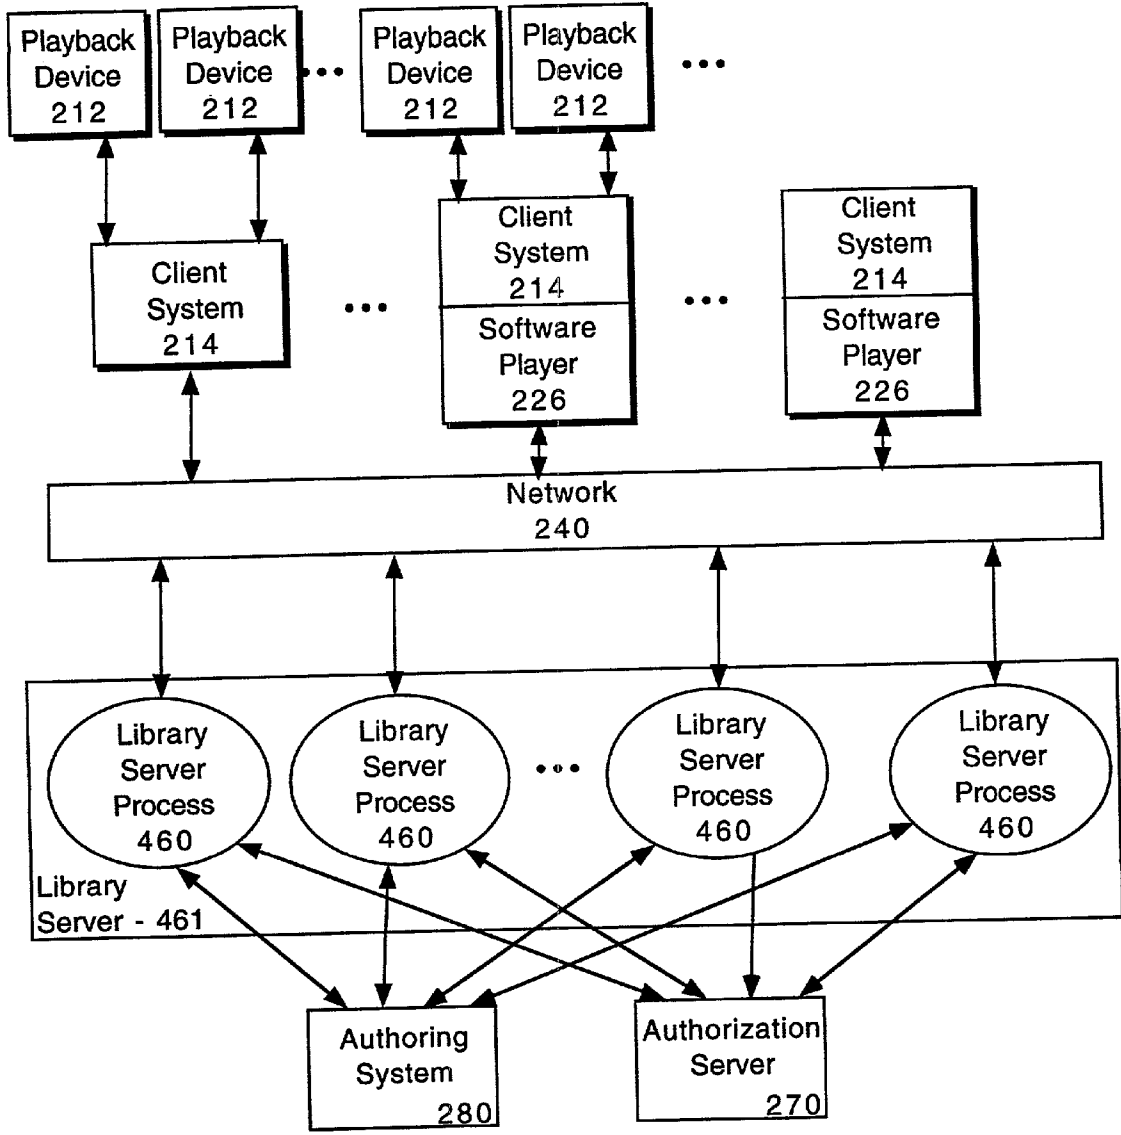 Playback
Device
212
Playback
Device
212
Playback
Device
212
Playback
Device
212
Client
System
214
Client
System
214
Software
Player
226
Client
System
214
Software
Player
226
Network
240
Library
Server
Process
460
Library
Server
Process
460
Library
Server
Process
460
Library
Server
Process
460
Library
Server - 461
Authoring
System
280
Authorization
Server
270